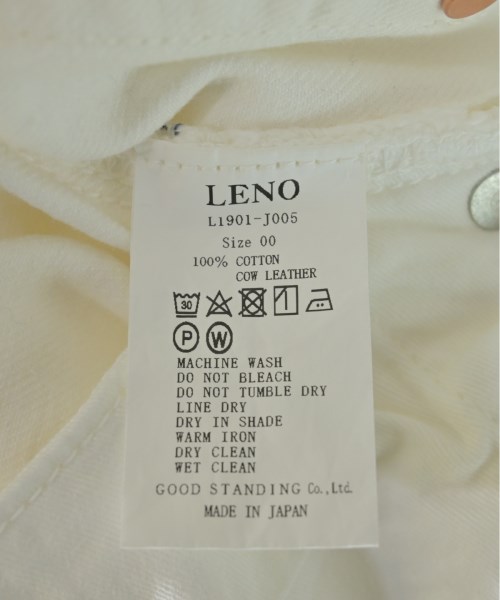 LENO
L1901-J005
Size 00
100% COTTON
COW LEATHER
30
P W
MACHINE WASH
DO NOT BLEACH
DO NOT TUMBLE DRY
LINE DRY
DRY IN SHADE
WARM IRON
DRY CLEAN
WET CLEAN
GOOD STANDING Co.,Ltd.
MADE IN JAPAN